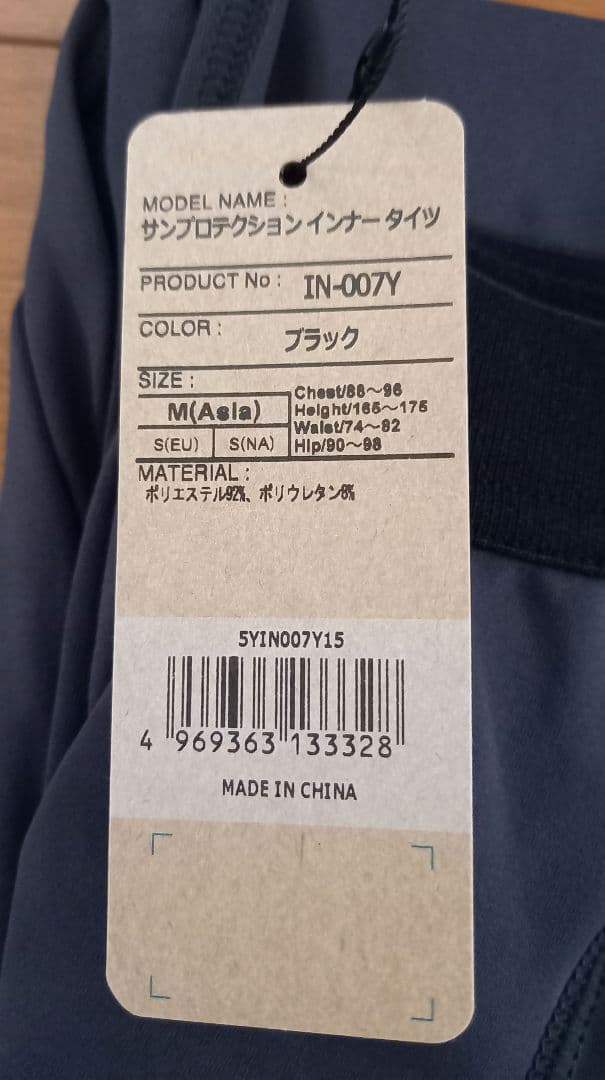 MODEL NAME :
サンプロテクション インナー タイツ
PRODUCT No : IN-007Y
COLOR : ブラック
SIZE :
M(Asia)
S(EU) S(NA)
Chest/88〜96
Height/165〜175
Waist/74〜82
Hip/90〜98
MATERIAL :
ポリエステル92%、ポリウレタン8%
5YIN007Y15
4 969363 133328
MADE IN CHINA